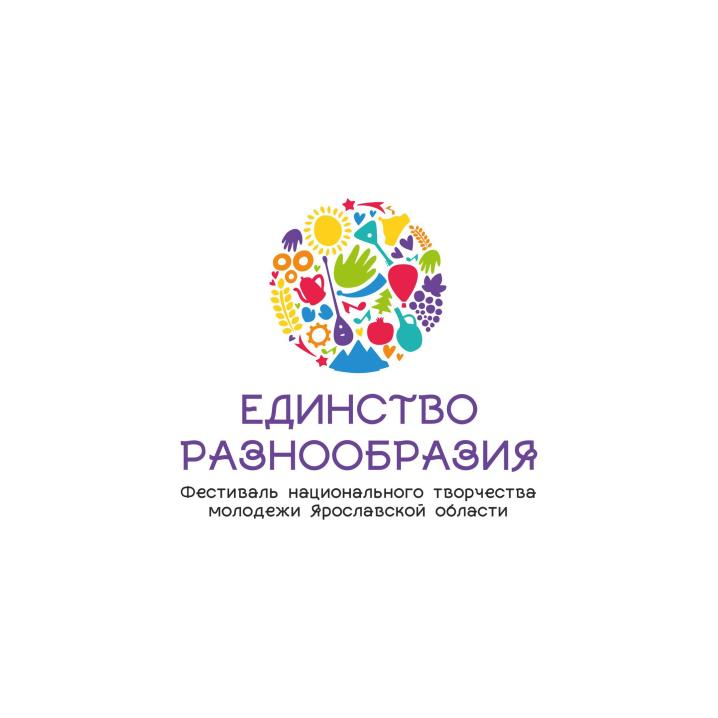 ЕДИНСТВО
РАЗНООБРАЗИЯ
Фестиваль национального творчества
молодежи Ярославской области